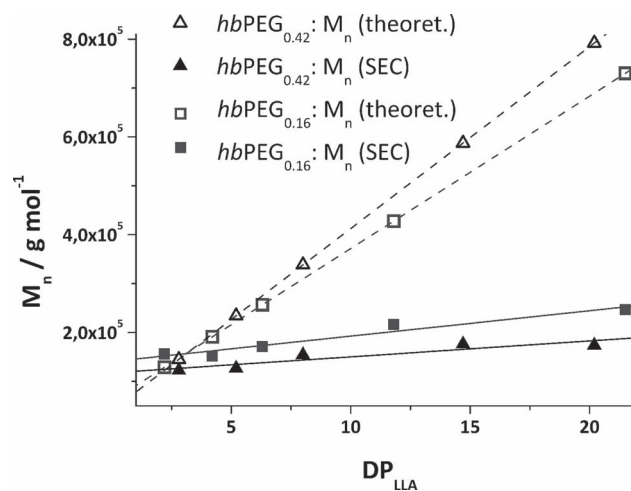 hbPEG0.42: Mn (theoret.)
hbPEG0.42: Mn (SEC)
hbPEG0.16: Mn (theoret.)
hbPEG0.16: Mn (SEC)
8,0x10^5
6,0x10^5
4,0x10^5
2,0x10^5
Mn / g mol^-1
5
10
15
20
DP_LLA